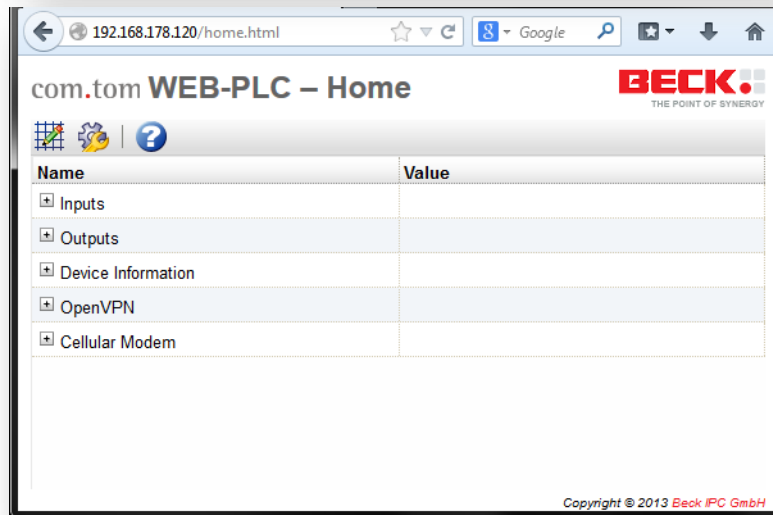 192.168.178.120/home.html
8 Google
com.tom WEB-PLC – Home
BECK
THE POINT OF SYNERGY
?
Name Value
+ Inputs
+ Outputs
+ Device Information
+ OpenVPN
+ Cellular Modem
Copyright © 2013 Beck IPC GmbH